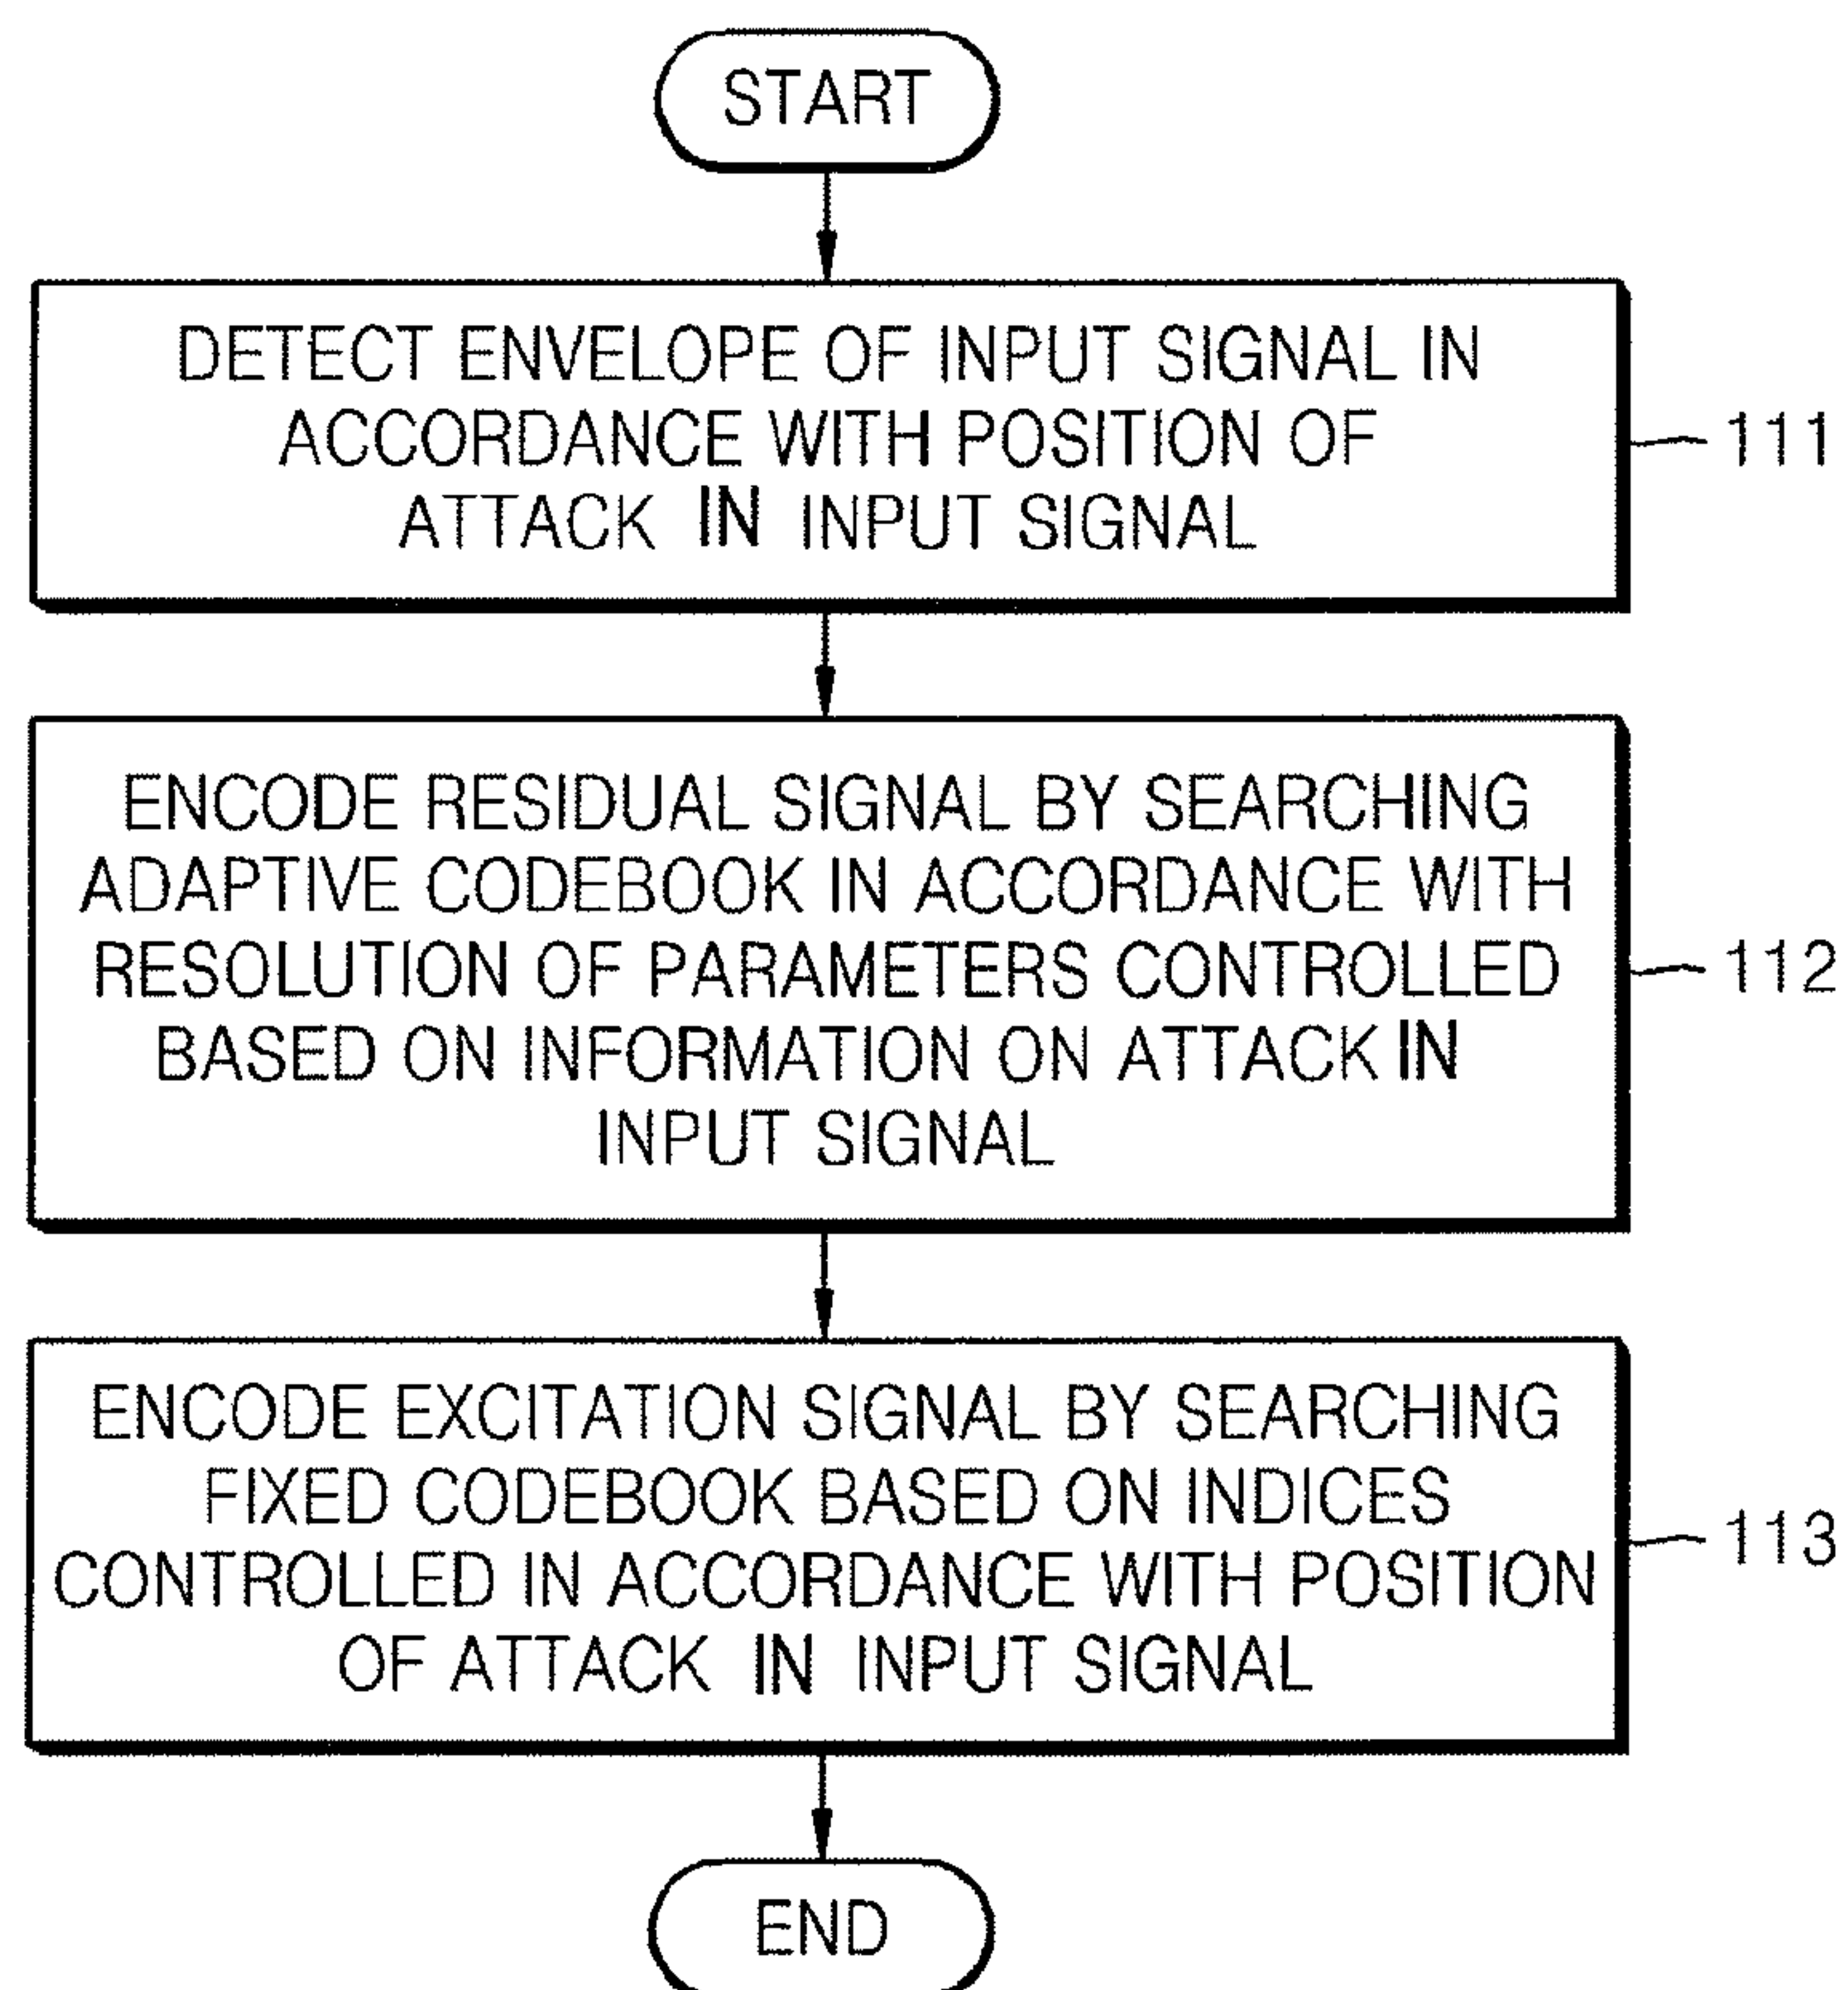 START
DETECT ENVELOPE OF INPUT SIGNAL IN
ACCORDANCE WITH POSITION OF
ATTACK IN INPUT SIGNAL
111
ENCODE RESIDUAL SIGNAL BY SEARCHING
ADAPTIVE CODEBOOK IN ACCORDANCE WITH
RESOLUTION OF PARAMETERS CONTROLLED
BASED ON INFORMATION ON ATTACK IN
INPUT SIGNAL
112
ENCODE EXCITATION SIGNAL BY SEARCHING
FIXED CODEBOOK BASED ON INDICES
CONTROLLED IN ACCORDANCE WITH POSITION
OF ATTACK IN INPUT SIGNAL
113
END